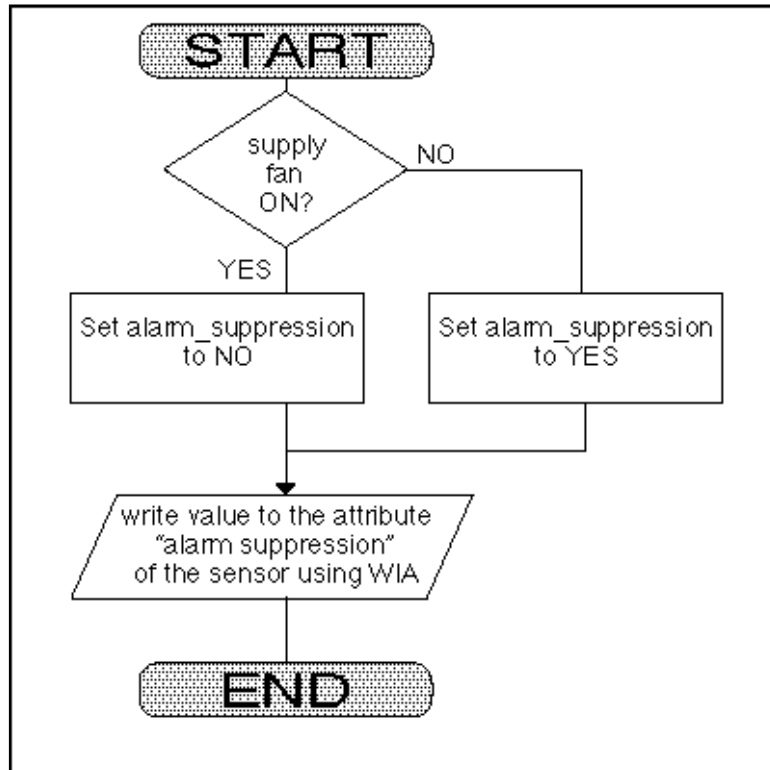 START
supply
fan
ON?
NO
YES
Set alarm_suppression
to NO
Set alarm_suppression
to YES
write value to the attribute
“alarm suppression”
of the sensor using WIA
END